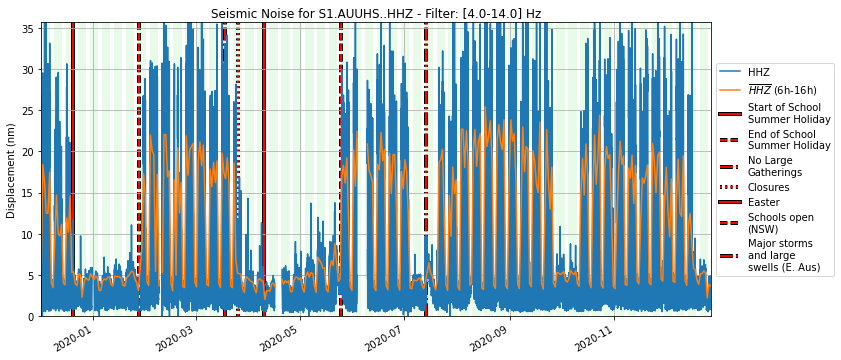 Seismic Noise for S1.AUUHS..HHZ - Filter: [4.0-14.0] Hz
Displacement (nm)
35
30
25
20
15
10
5
0
2020-01
2020-03
2020-05
2020-07
2020-09
2020-11
HHZ
HHZ (6h-16h)
Start of School
Summer Holiday
End of School
Summer Holiday
No Large
Gatherings
Closures
Easter
Schools open
(NSW)
Major storms
and large
swells (E. Aus)